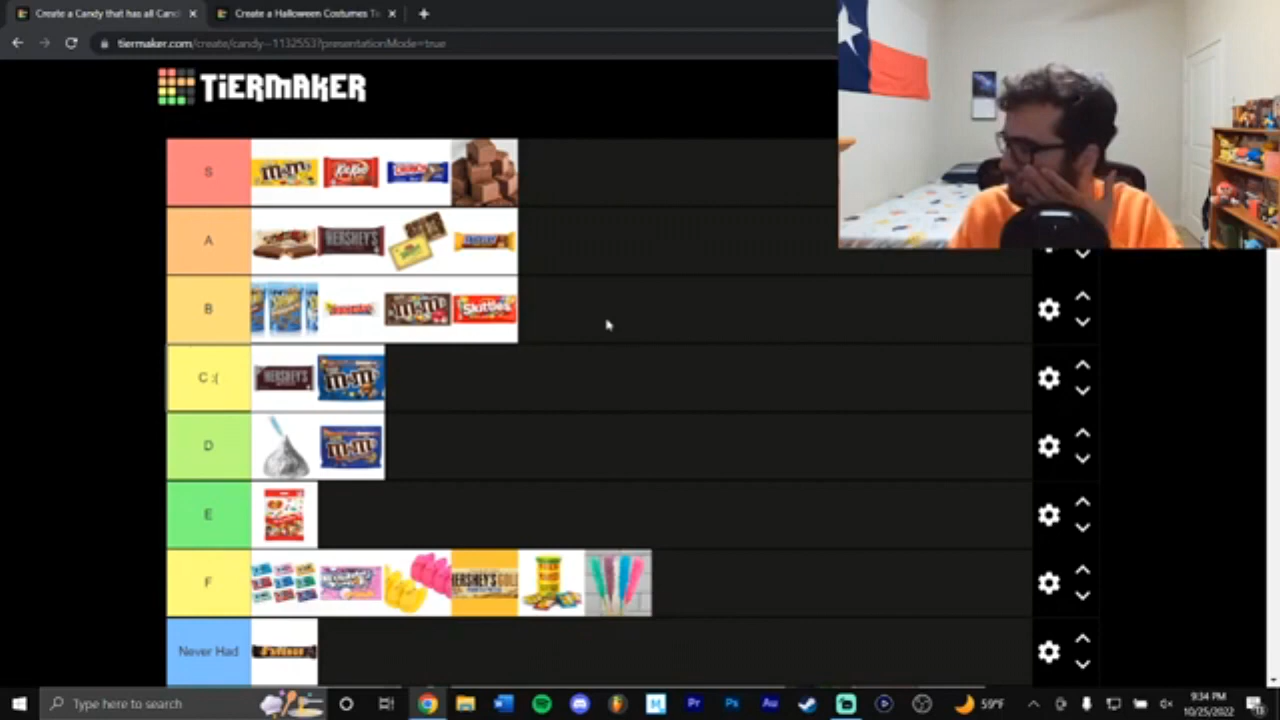 Create a Candy that has all Cand
Create a Halloween Costumes Ti
tiermaker.com/create/candy--1132553?presentationMode=true
TiERMAKER
S
m&m's
KitKat
CRUNCH
A
HERSHEY'S
B
m&m's
Skittles
C :(
HERSHEY'S
m&m's
D
m&m's
E
F
HERSHEY'S GOLD
Never Had
Type here to search
59°F
9:34 PM
10/25/2022